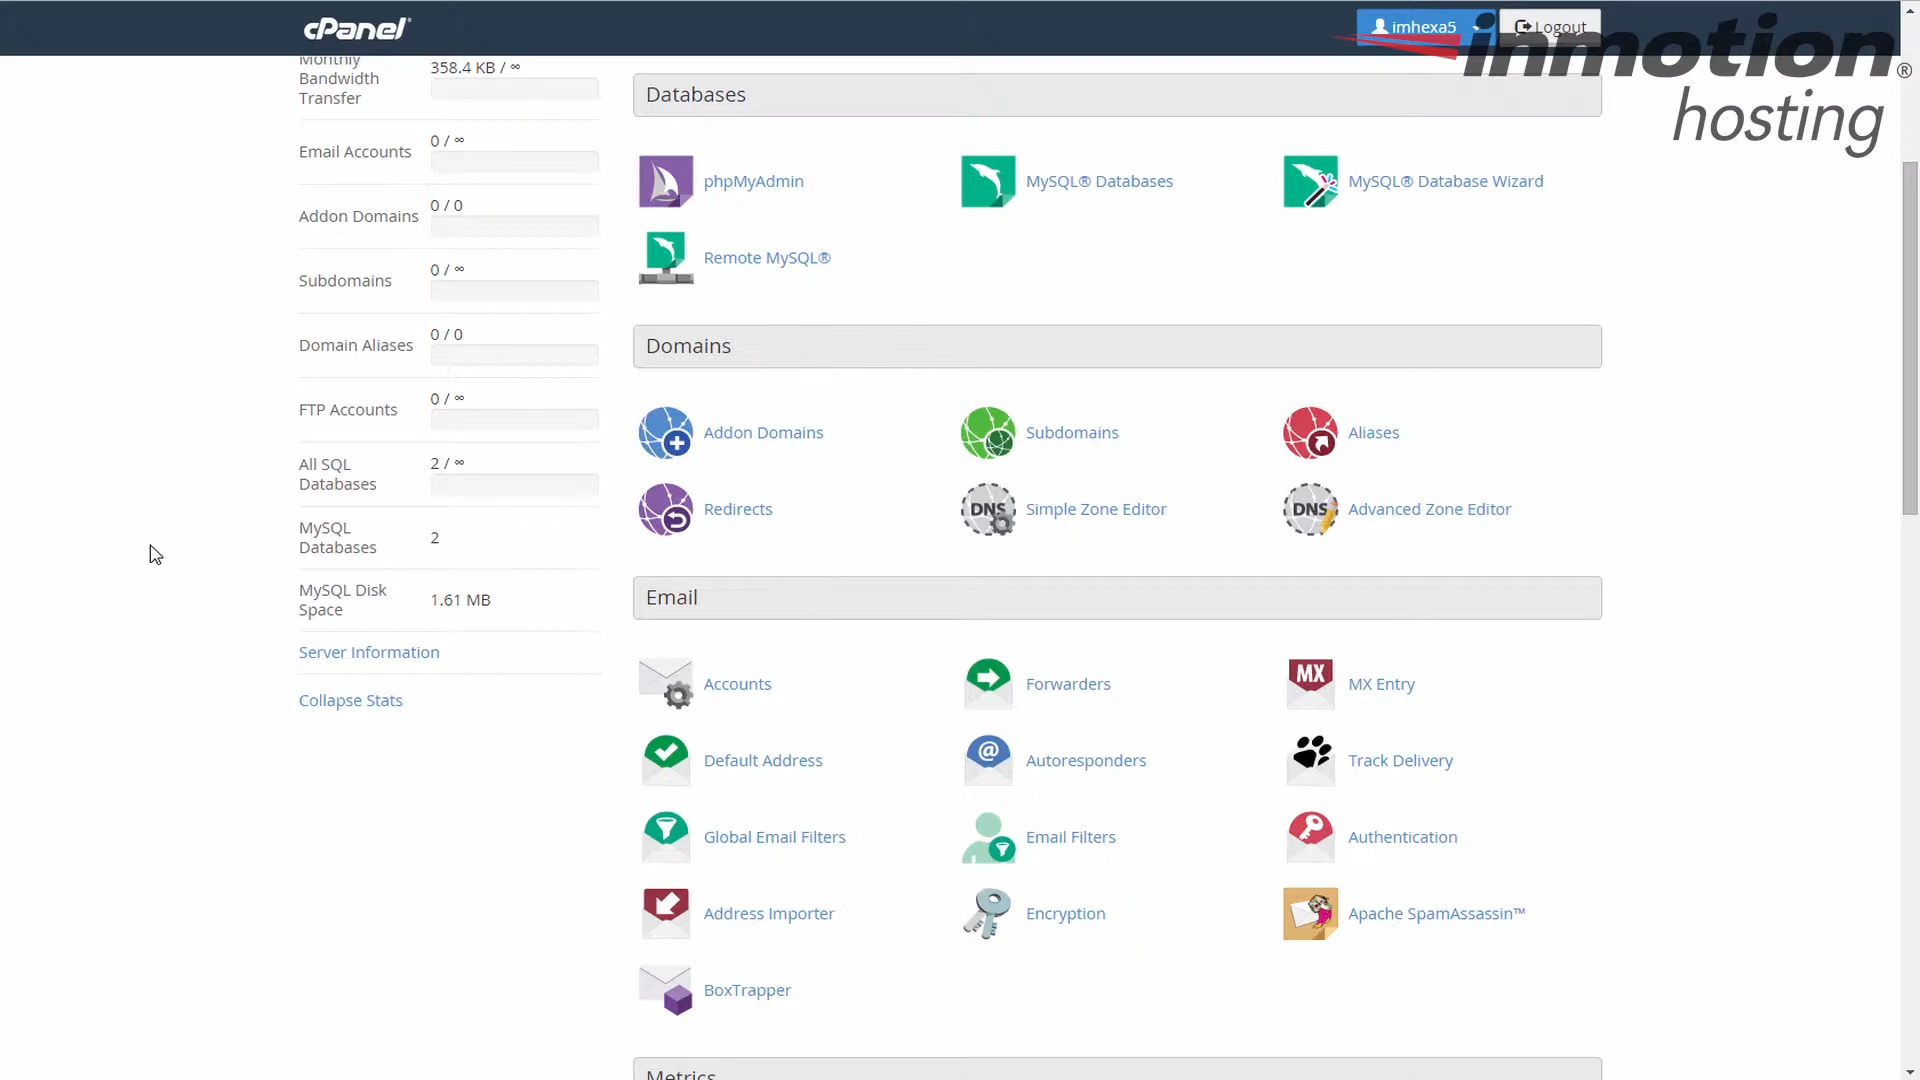 cPanel®
imhexa5
Logout
inmotion®
hosting
Monthly
Bandwidth
Transfer
358.4 KB / ∞
Email Accounts
0 / ∞
Addon Domains
0 / 0
Subdomains
0 / ∞
Domain Aliases
0 / 0
FTP Accounts
0 / ∞
All SQL
Databases
2 / ∞
MySQL
Databases
2
MySQL Disk
Space
1.61 MB
Server Information
Collapse Stats
Databases
phpMyAdmin
MySQL® Databases
MySQL® Database Wizard
Remote MySQL®
Domains
Addon Domains
Subdomains
Aliases
Redirects
DNS
Simple Zone Editor
DNS
Advanced Zone Editor
Email
Accounts
Forwarders
MX
MX Entry
Default Address
@
Autoresponders
Track Delivery
Global Email Filters
Email Filters
Authentication
Address Importer
Encryption
Apache SpamAssassin™
BoxTrapper
Metrics